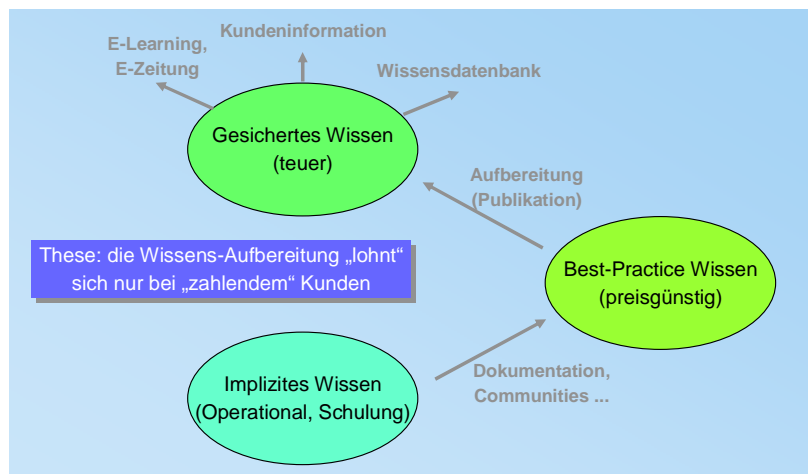 Kundeninformation
E-Learning,
E-Zeitung
Wissensdatenbank
Gesichertes Wissen
(teuer)
Aufbereitung
(Publikation)
These: die Wissens-Aufbereitung „lohnt“
sich nur bei „zahlendem“ Kunden
Best-Practice Wissen
(preisgünstig)
Implizites Wissen
(Operational, Schulung)
Dokumentation,
Communities ...